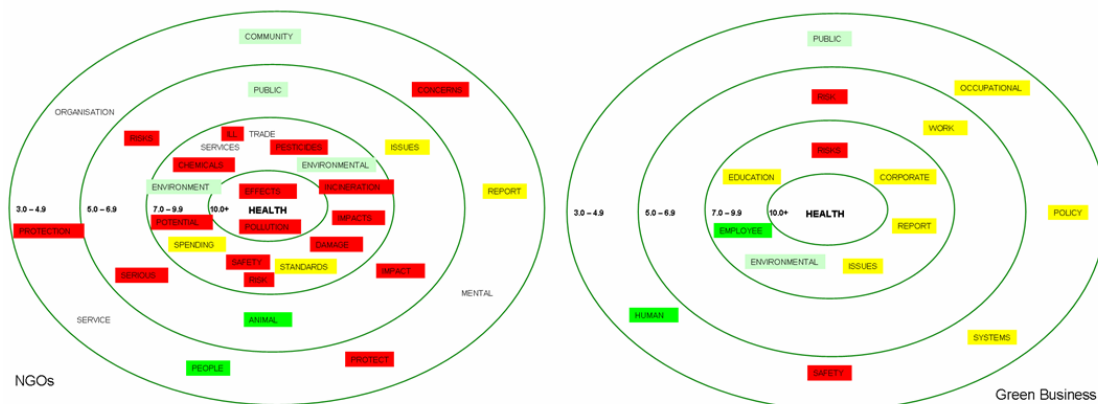 COMMUNITY
PUBLIC
CONCERNS
ORGANISATION
RISKS
ILL
TRADE
SERVICES
PESTICIDES
ISSUES
CHEMICALS
ENVIRONMENTAL
ENVIRONMENT
EFFECTS
INCINERATION
REPORT
3.0 – 4.9
5.0 – 6.9
7.0 – 9.9
10.0+
HEALTH
IMPACTS
PROTECTION
POTENTIAL
POLLUTION
SPENDING
DAMAGE
SAFETY
STANDARDS
SERIOUS
RISK
IMPACT
MENTAL
SERVICE
ANIMAL
PEOPLE
PROTECT
NGOs
PUBLIC
OCCUPATIONAL
RISK
WORK
RISKS
EDUCATION
CORPORATE
3.0 – 4.9
5.0 – 6.9
7.0 – 9.9
10.0+
HEALTH
POLICY
EMPLOYEE
REPORT
ENVIRONMENTAL
ISSUES
HUMAN
SYSTEMS
SAFETY
Green Business